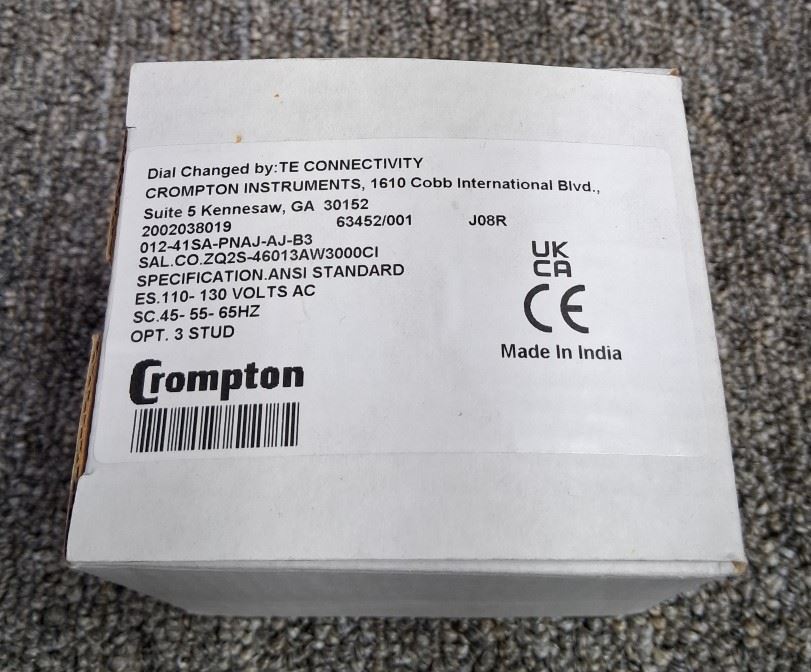 Dial Changed by:TE CONNECTIVITY
CROMPTON INSTRUMENTS, 1610 Cobb International Blvd.,
Suite 5 Kennesaw, GA 30152
2002038019 63452/001 J08R
012-41SA-PNAJ-AJ-B3
SAL.CO.ZQ2S-46013AW3000CI
SPECIFICATION.ANSI STANDARD
ES.110- 130 VOLTS AC
SC.45- 55- 65HZ
OPT. 3 STUD
UK
CA
CE
Made In India
Crompton